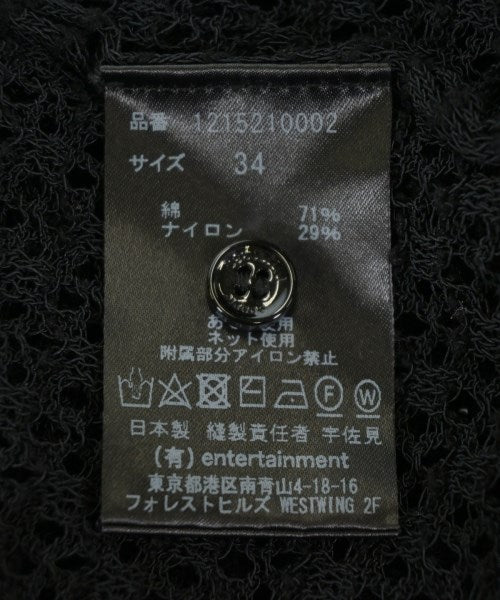 品番 1215210002
サイズ 34
綿 71%
ナイロン 29%
使用
ネット使用
附属部分アイロン禁止
F W
日本製 縫製責任者 宇佐見
(有) entertainment
東京都港区南青山4-18-16
フォレストヒルズ WESTWING 2F